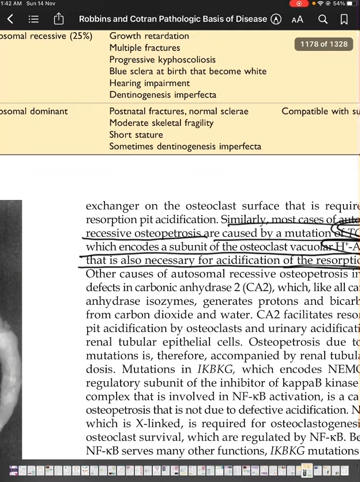 1:42 AM Sun 14 Nov
54%
Robbins and Cotran Pathologic Basis of Disease
AA
1178 of 1328
osomal recessive (25%)
Growth retardation
Multiple fractures
Progressive kyphoscoliosis
Blue sclera at birth that become white
Hearing impairment
Dentinogenesis imperfecta
osomal dominant
Postnatal fractures, normal sclerae
Compatible with su
Moderate skeletal fragility
Short stature
Sometimes dentinogenesis imperfecta
exchanger on the osteoclast surface that is require
resorption pit acidification. Similarly, most cases of auto
recessive osteopetrosis are caused by a mutation of TC
which encodes a subunit of the osteoclast vacuolar H⁺-A
that is also necessary for acidification of the resorptio
Other causes of autosomal recessive osteopetrosis in
defects in carbonic anhydrase 2 (CA2), which, like all ca
anhydrase isozymes, generates protons and bicarb
from carbon dioxide and water. CA2 facilitates resor
pit acidification by osteoclasts and urinary acidificati
renal tubular epithelial cells. Osteopetrosis due to
mutations is, therefore, accompanied by renal tubula
dosis. Mutations in IKBKG, which encodes NEMO
regulatory subunit of the inhibitor of kappaB kinase
complex that is involved in NF-κB activation, is a ca
osteopetrosis that is not due to defective acidification. N
which is X-linked, is required for osteoclastogenesi
osteoclast survival, which are regulated by NF-κB. Be
NF-κB serves many other functions, IKBKG mutations